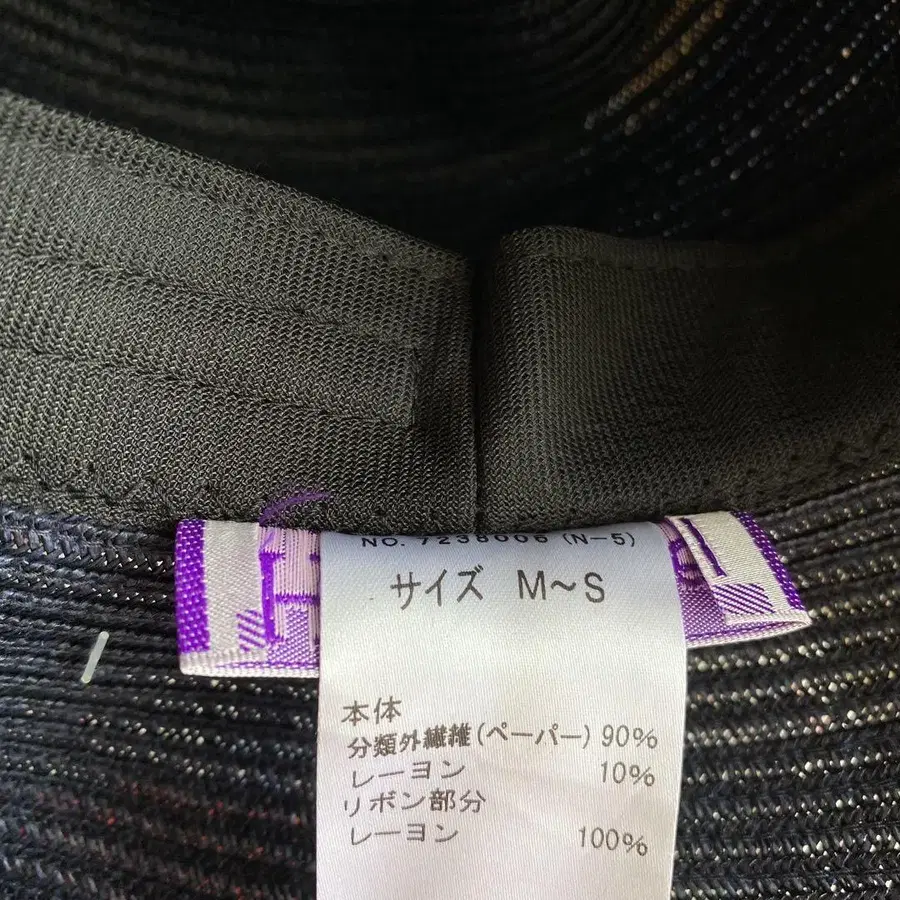 NO. 7238006 (N-5)
サイズ M~S
本体
分類外繊維(ペーパー) 90%
レーヨン 10%
リボン部分
レーヨン 100%